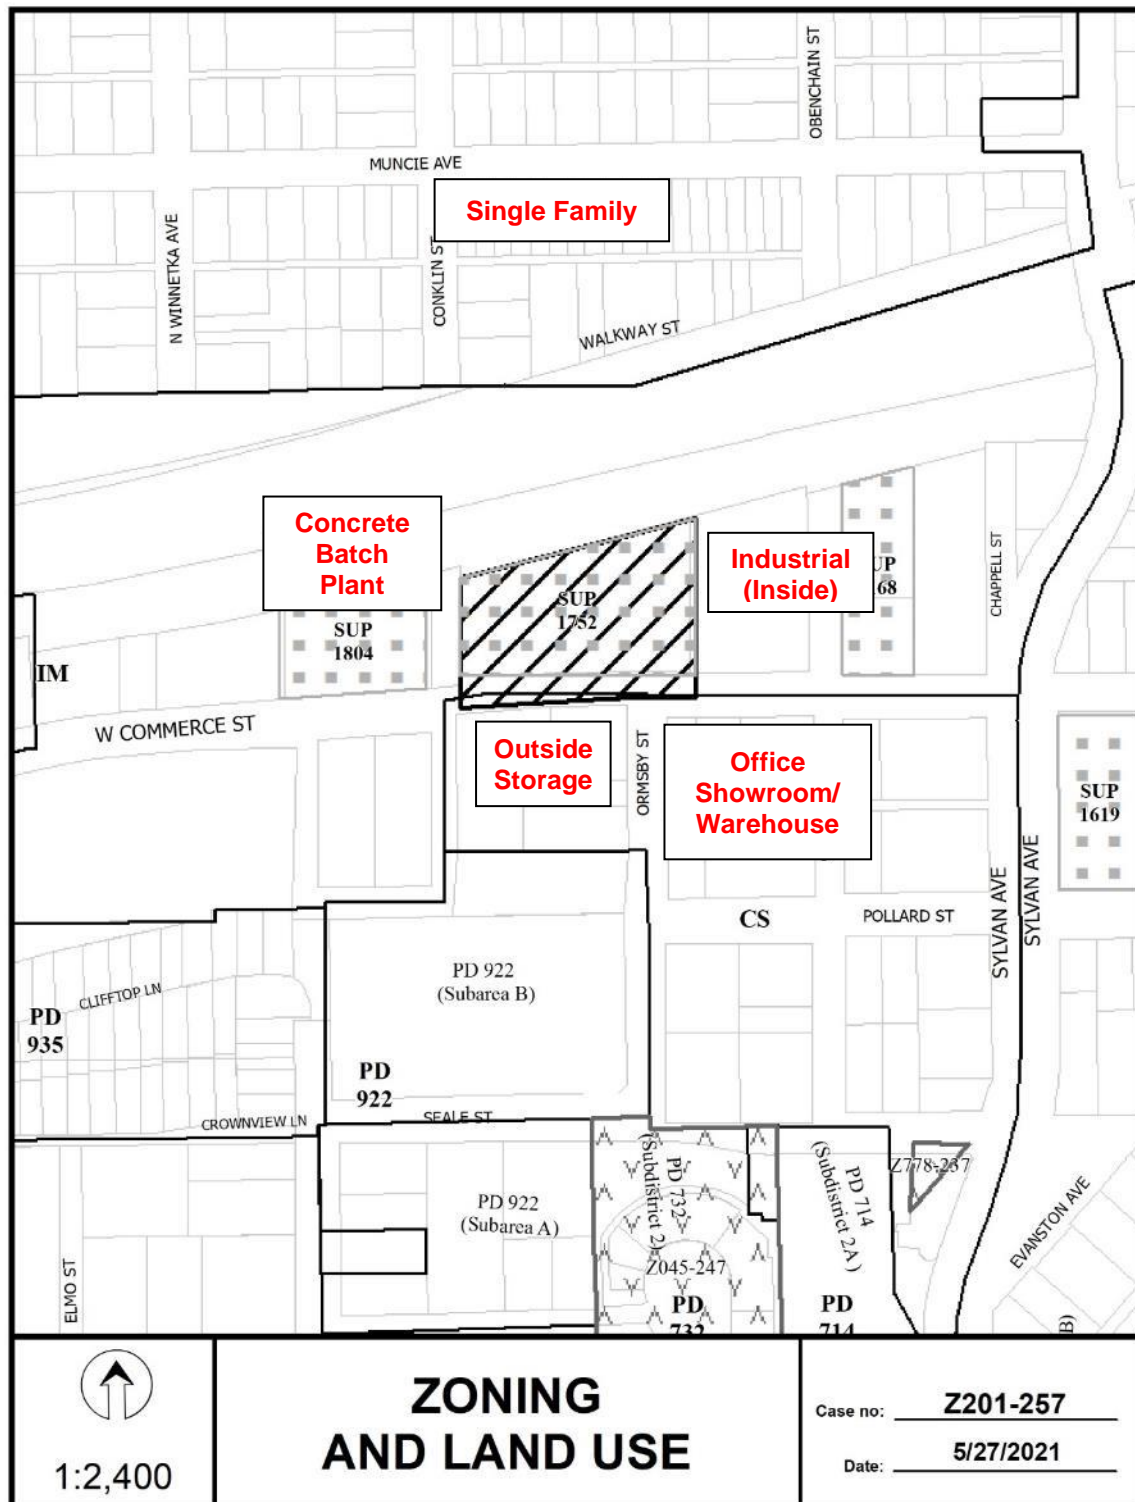 OBENCHAIN ST
MUNCIE AVE
Single Family
N WINNETKA AVE
CONKLIN ST
WALKWAY ST
Concrete
Batch
Plant
Industrial
(Inside)
UP
68
CHAPPELL ST
SUP
1752
SUP
1804
IM
W COMMERCE ST
Outside
Storage
ORMSBY ST
Office
Showroom/
Warehouse
SUP
1619
SYLVAN AVE
SYLVAN AVE
CS
POLLARD ST
PD 922
(Subarea B)
CLIFFTOP LN
PD
935
PD
922
CROWNVIEW LN
SEALE ST
PD 732
(Subdistrict 2)
PD 714
(Subdistrict 2A)
Z778-237
PD 922
(Subarea A)
EVANSTON AVE
Z045-247
ELMO ST
PD
732
PD
714
B)
1:2,400
ZONING
AND LAND USE
Case no: Z201-257
Date: 5/27/2021